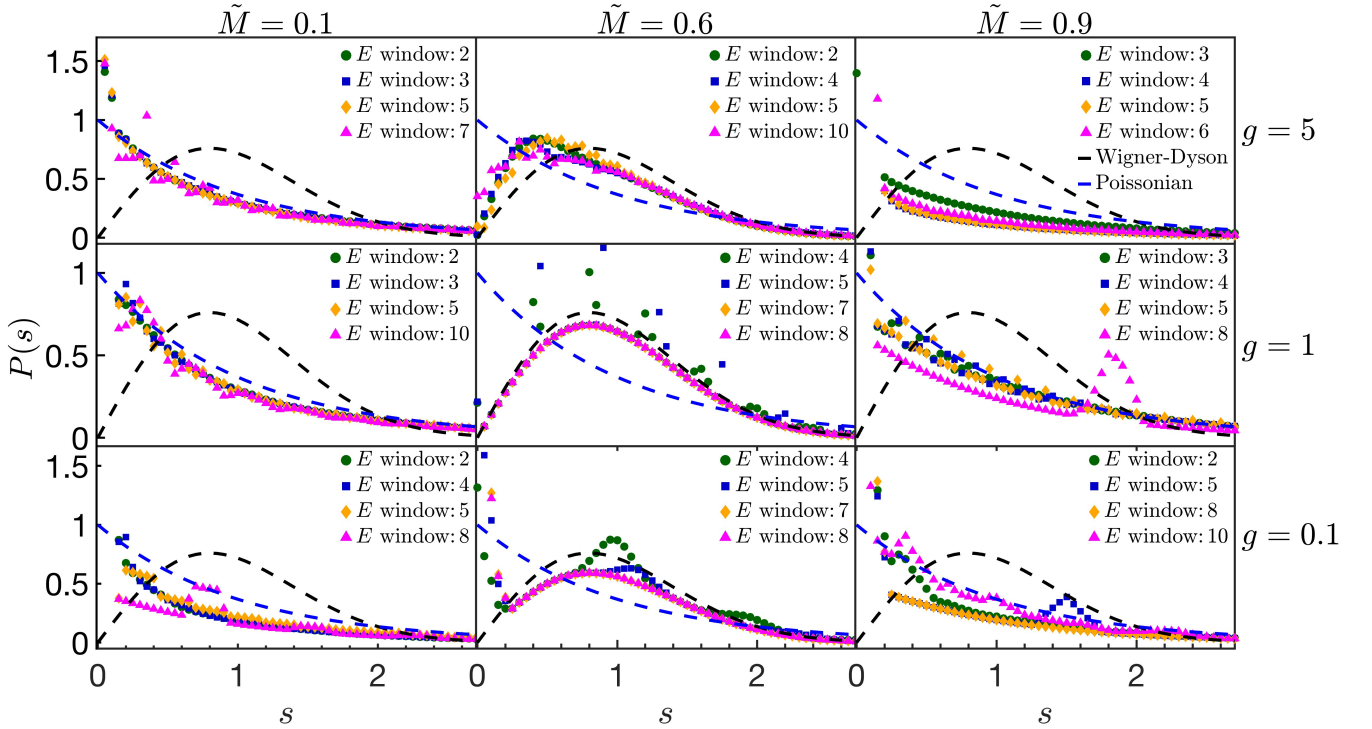 M̃ = 0.1 M̃ = 0.6 M̃ = 0.9
1.5
1
0.5
0
E window: 2
E window: 3
E window: 5
E window: 7
E window: 2
E window: 4
E window: 5
E window: 10
E window: 3
E window: 4
E window: 5
E window: 6
Wigner-Dyson
Poissonian
g = 5
P(s)
1
0.5
0
E window: 2
E window: 3
E window: 5
E window: 10
E window: 4
E window: 5
E window: 7
E window: 8
E window: 3
E window: 4
E window: 5
E window: 8
g = 1
1.5
1
0.5
0
E window: 2
E window: 4
E window: 5
E window: 8
E window: 4
E window: 5
E window: 7
E window: 8
E window: 2
E window: 5
E window: 8
E window: 10
g = 0.1
0 1 2 0 1 2 0 1 2
s s s